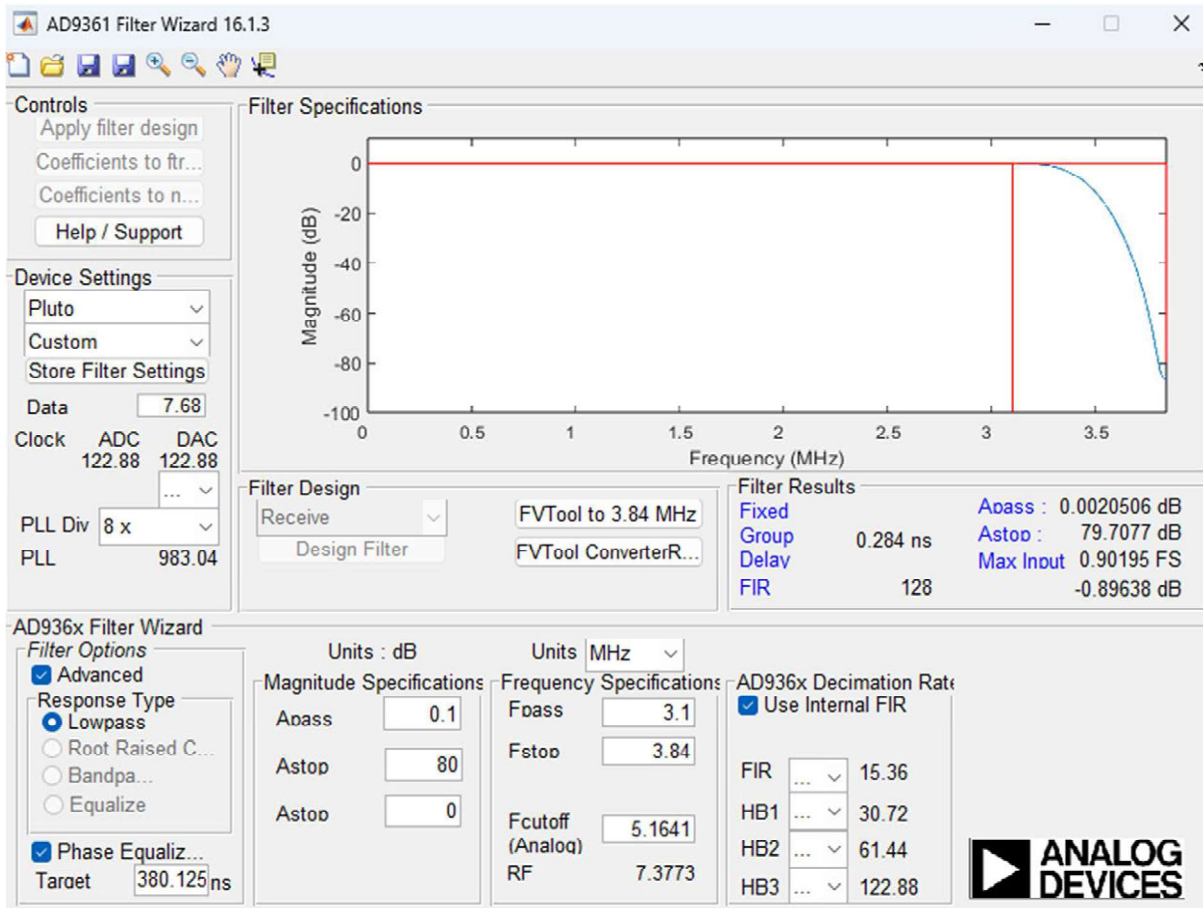 AD9361 Filter Wizard 16.1.3
Controls
Apply filter design
Coefficients to ftr...
Coefficients to n...
Help / Support
Device Settings
Pluto
Custom
Store Filter Settings
Data 7.68
Clock ADC DAC
122.88 122.88
...
PLL Div 8 x
PLL 983.04
Filter Specifications
Magnitude (dB)
0
-20
-40
-60
-80
-100
0 0.5 1 1.5 2 2.5 3 3.5
Frequency (MHz)
Filter Design
Receive
Design Filter
FVTool to 3.84 MHz
FVTool ConverterR...
Filter Results
Fixed
Group
Delay
0.284 ns
FIR 128
Apass : 0.0020506 dB
Astop : 79.7077 dB
Max Input 0.90195 FS
-0.89638 dB
AD936x Filter Wizard
Filter Options
Advanced
Response Type
Lowpass
Root Raised C...
Bandpa...
Equalize
Phase Equaliz...
Target 380.125 ns
Units : dB
Magnitude Specifications
Apass 0.1
Astop 80
Astop 0
Units MHz
Frequency Specifications
Fpass 3.1
Fstop 3.84
Fcutoff
(Analog)
5.1641
RF 7.3773
AD936x Decimation Rate
Use Internal FIR
FIR ... 15.36
HB1 ... 30.72
HB2 ... 61.44
HB3 ... 122.88
ANALOG
DEVICES